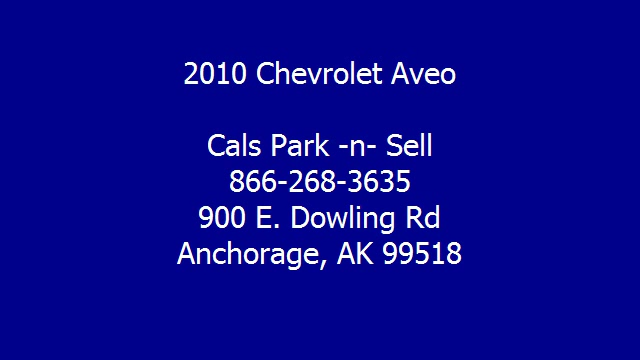 2010 Chevrolet Aveo
Cals Park -n- Sell
866-268-3635
900 E. Dowling Rd
Anchorage, AK 99518